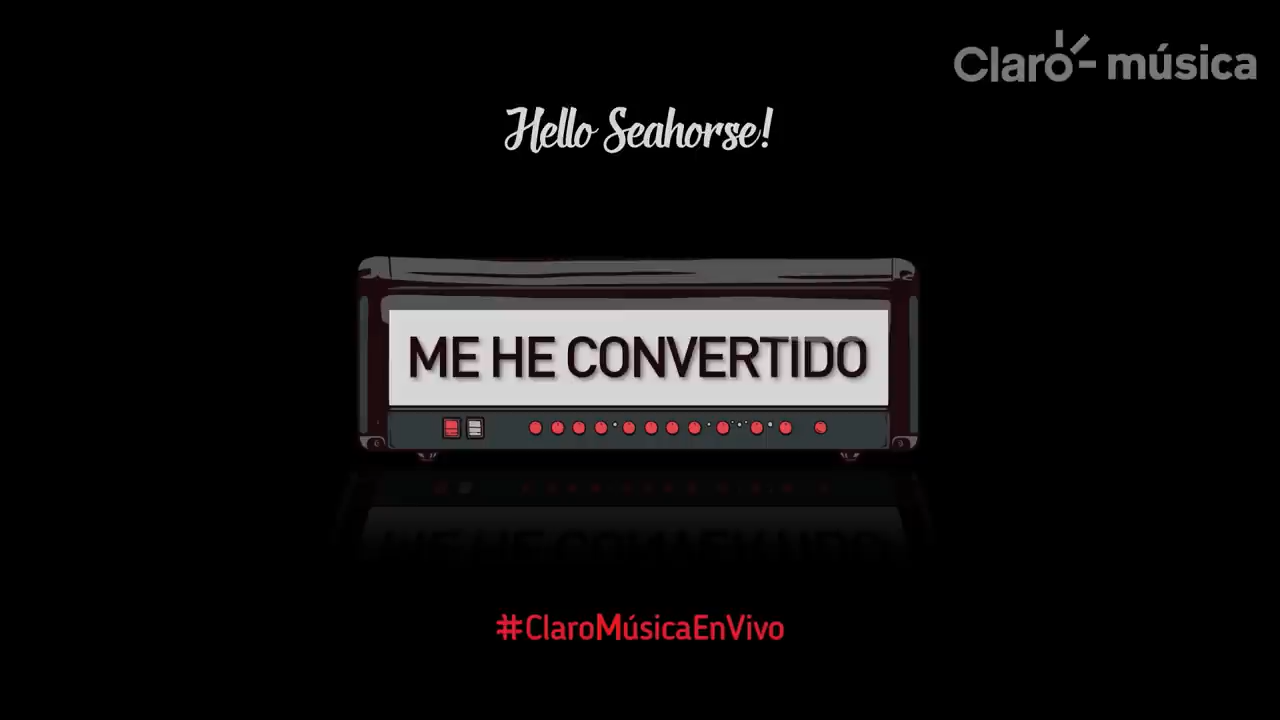 Claro música
Hello Seahorse!
ME HE CONVERTIDO
#ClaroMúsicaEnVivo